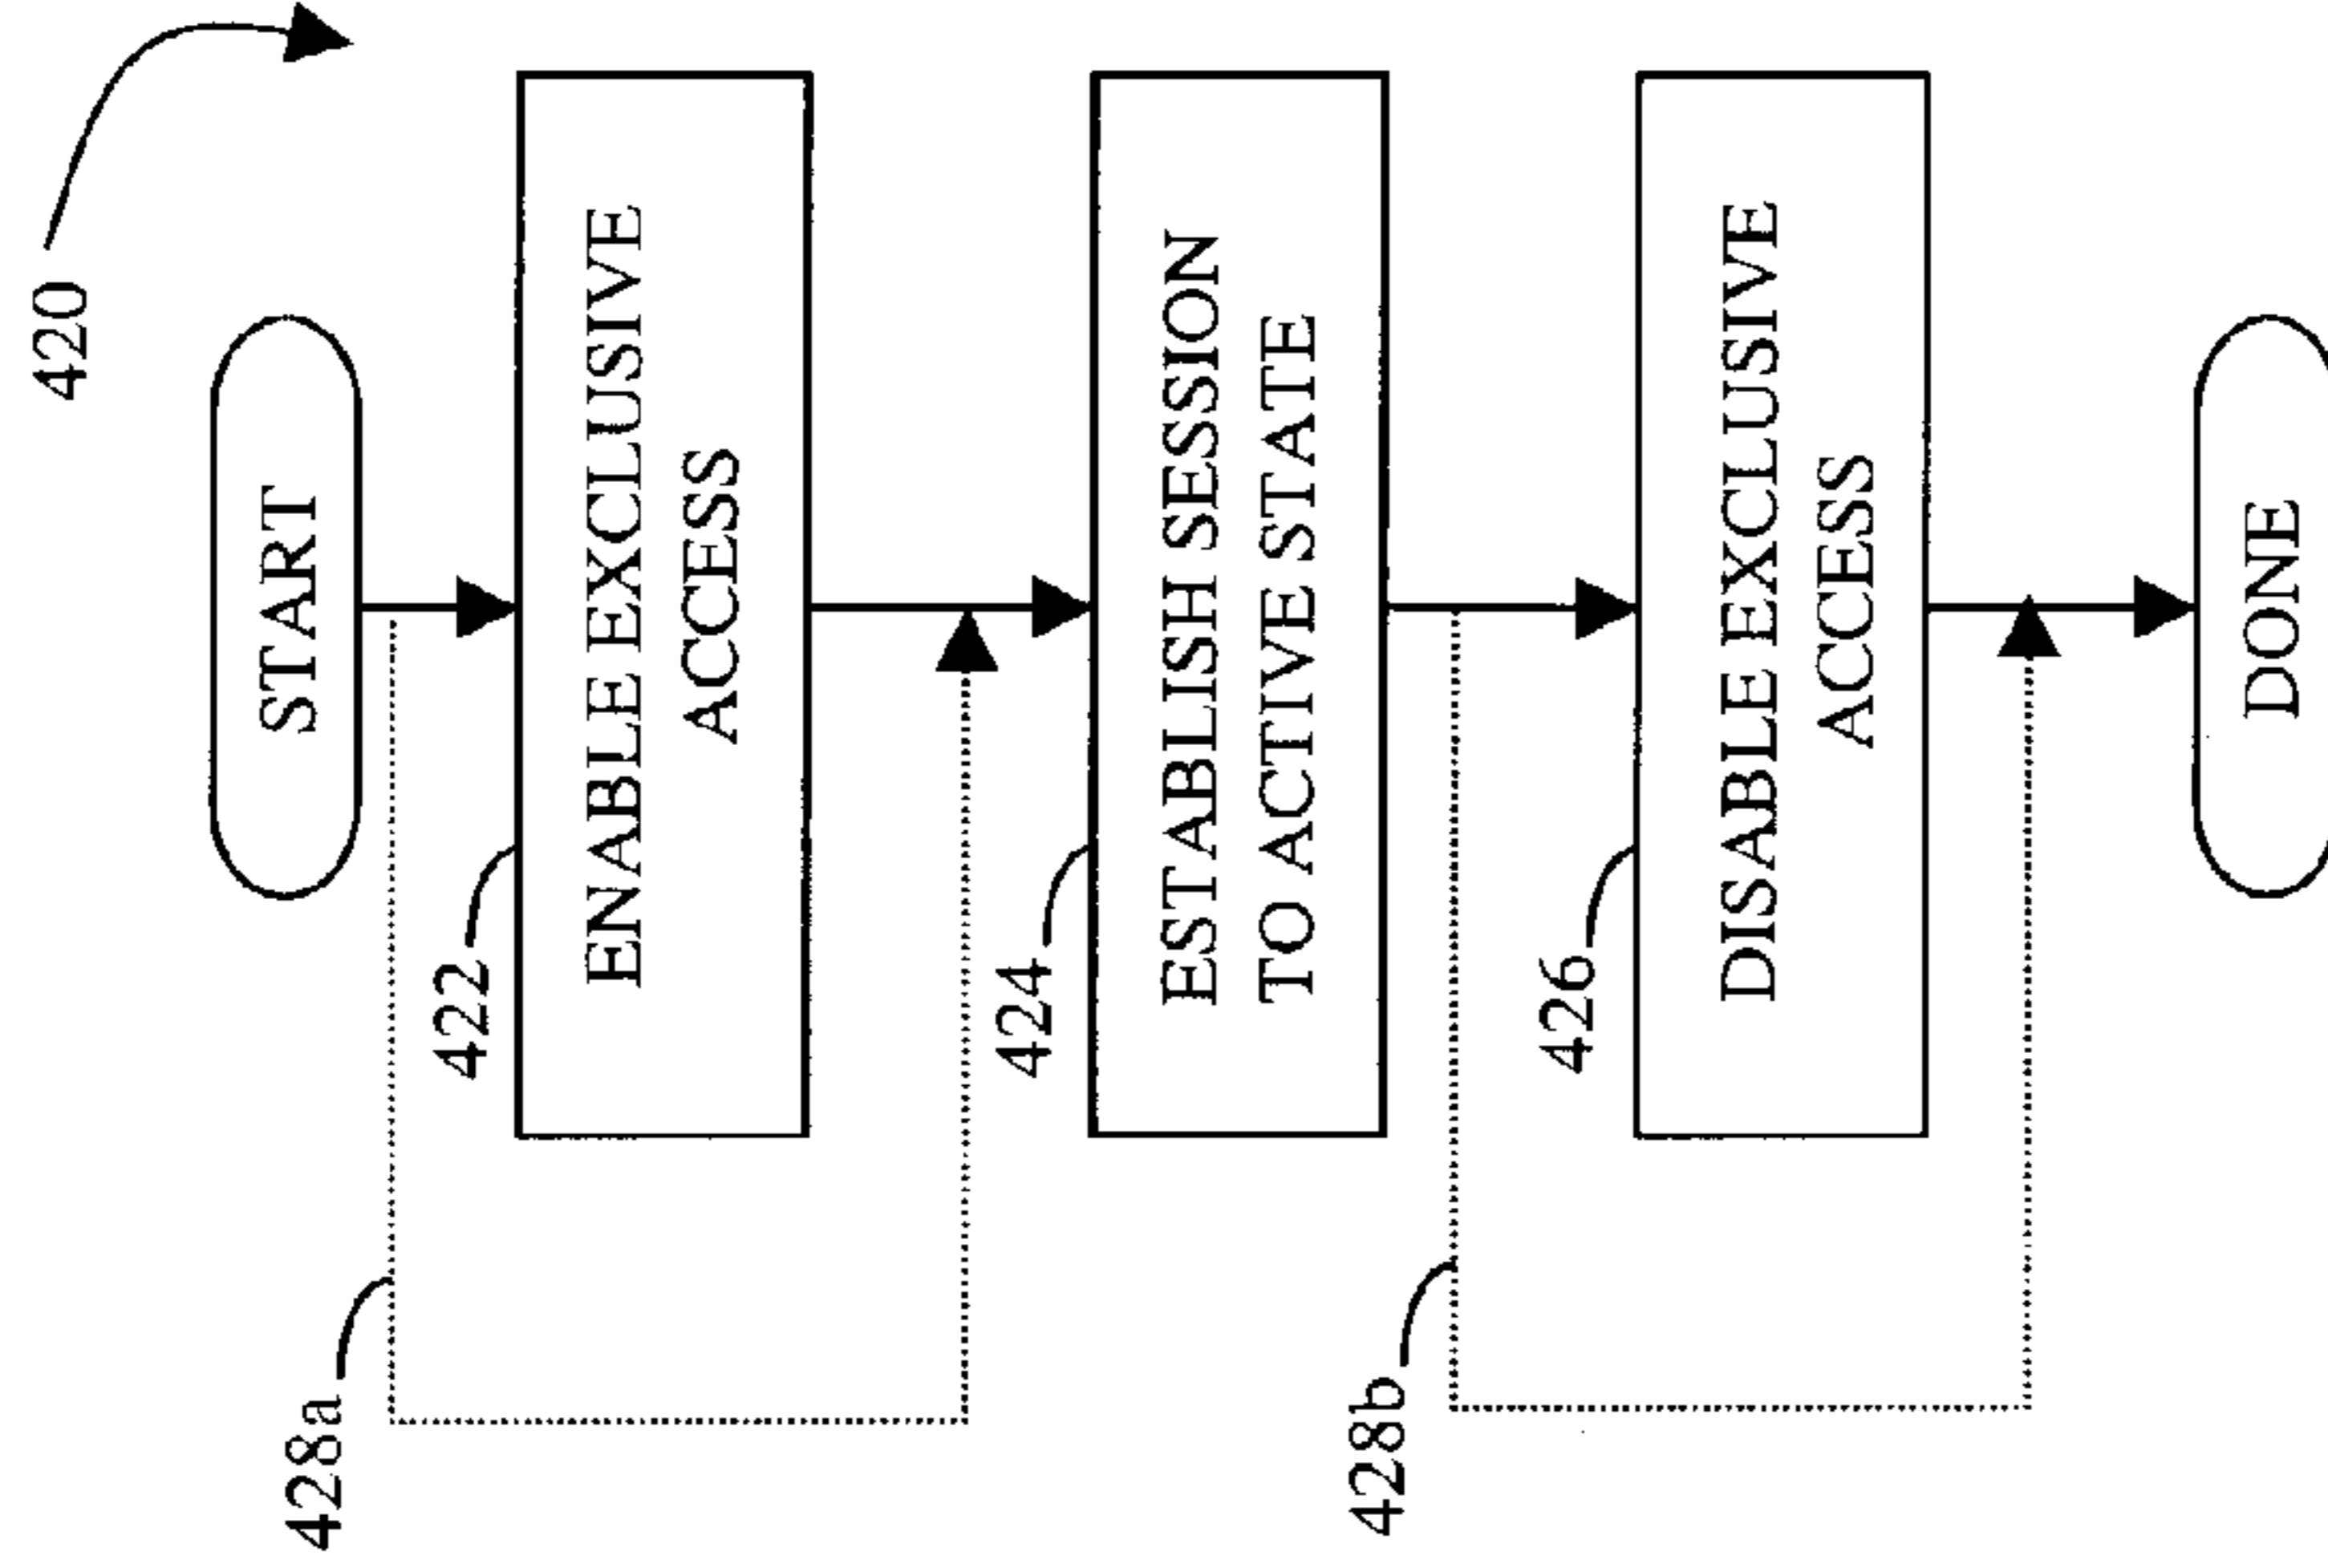 420
START
428a
422
ENABLE EXCLUSIVE
ACCESS
424
ESTABLISH SESSION
TO ACTIVE STATE
428b
426
DISABLE EXCLUSIVE
ACCESS
DONE